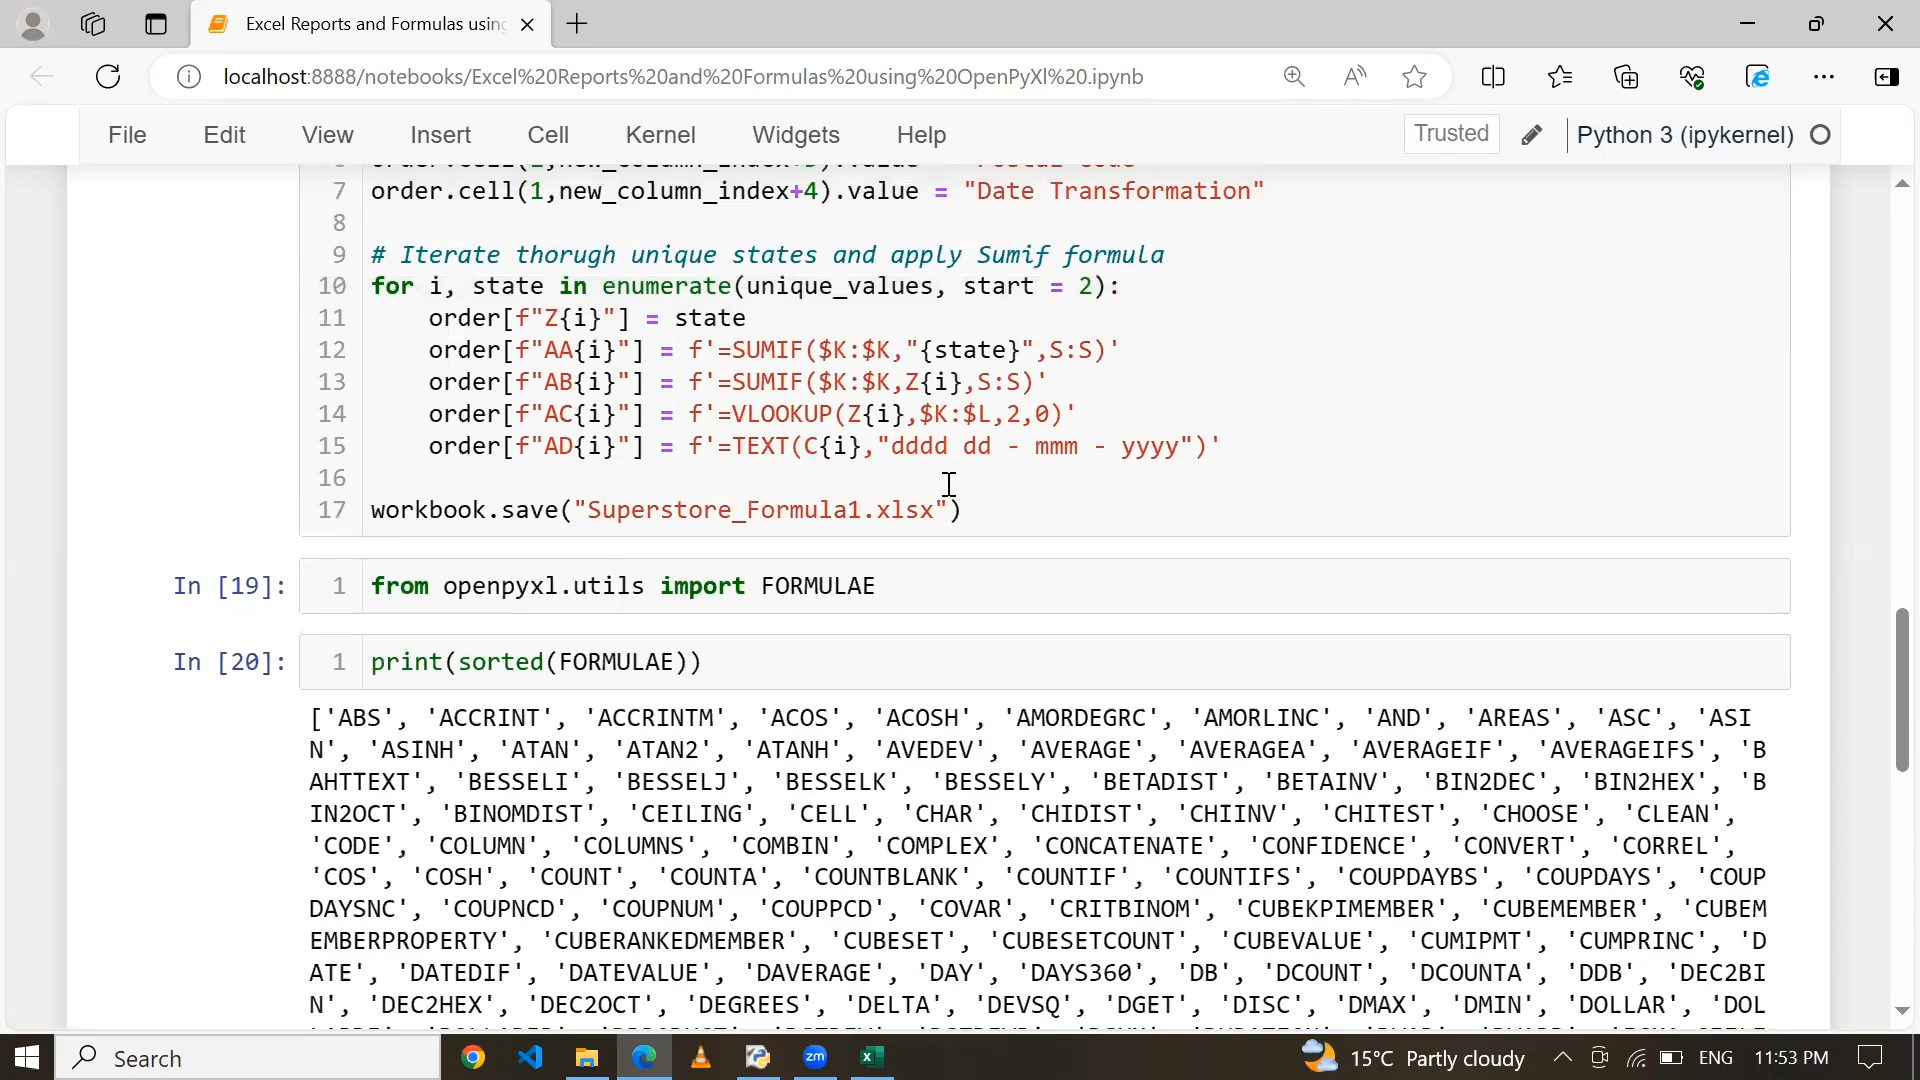 Excel Reports and Formulas using
localhost:8888/notebooks/Excel%20Reports%20and%20Formulas%20using%20OpenPyXl%20.ipynb
File Edit View Insert Cell Kernel Widgets Help Trusted Python 3 (ipykernel)
7 order.cell(1,new_column_index+4).value = "Date Transformation"
8
9 # Iterate thorugh unique states and apply Sumif formula
10 for i, state in enumerate(unique_values, start = 2):
11 order[f"Z{i}"] = state
12 order[f"AA{i}"] = f'=SUMIF($K:$K,"{state}",S:S)'
13 order[f"AB{i}"] = f'=SUMIF($K:$K,Z{i},S:S)'
14 order[f"AC{i}"] = f'=VLOOKUP(Z{i},$K:$L,2,0)'
15 order[f"AD{i}"] = f'=TEXT(C{i},"dddd dd - mmm - yyyy")'
16
17 workbook.save("Superstore_Formula1.xlsx")
In [19]: 1 from openpyxl.utils import FORMULAE
In [20]: 1 print(sorted(FORMULAE))
['ABS', 'ACCRINT', 'ACCRINTM', 'ACOS', 'ACOSH', 'AMORDEGRC', 'AMORLINC', 'AND', 'AREAS', 'ASC', 'ASI
N', 'ASINH', 'ATAN', 'ATAN2', 'ATANH', 'AVEDEV', 'AVERAGE', 'AVERAGEA', 'AVERAGEIF', 'AVERAGEIFS', 'B
AHTTEXT', 'BESSELI', 'BESSELJ', 'BESSELK', 'BESSELY', 'BETADIST', 'BETAINV', 'BIN2DEC', 'BIN2HEX', 'B
IN2OCT', 'BINOMDIST', 'CEILING', 'CELL', 'CHAR', 'CHIDIST', 'CHIINV', 'CHITEST', 'CHOOSE', 'CLEAN',
'CODE', 'COLUMN', 'COLUMNS', 'COMBIN', 'COMPLEX', 'CONCATENATE', 'CONFIDENCE', 'CONVERT', 'CORREL',
'COS', 'COSH', 'COUNT', 'COUNTA', 'COUNTBLANK', 'COUNTIF', 'COUNTIFS', 'COUPDAYBS', 'COUPDAYS', 'COUP
DAYSNC', 'COUPNCD', 'COUPNUM', 'COUPPCD', 'COVAR', 'CRITBINOM', 'CUBEKPIMEMBER', 'CUBEMEMBER', 'CUBEM
EMBERPROPERTY', 'CUBERANKEDMEMBER', 'CUBESET', 'CUBESETCOUNT', 'CUBEVALUE', 'CUMIPMT', 'CUMPRINC', 'D
ATE', 'DATEDIF', 'DATEVALUE', 'DAVERAGE', 'DAY', 'DAYS360', 'DB', 'DCOUNT', 'DCOUNTA', 'DDB', 'DEC2BI
N', 'DEC2HEX', 'DEC2OCT', 'DEGREES', 'DELTA', 'DEVSQ', 'DGET', 'DISC', 'DMAX', 'DMIN', 'DOLLAR', 'DOL
Search zm 15°C Partly cloudy ENG 11:53 PM